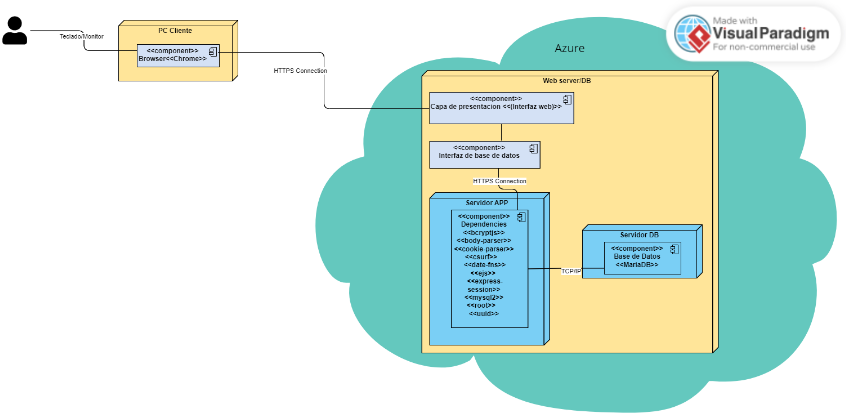 Made with
VisualParadigm
For non-commercial use
Azure
PC Cliente
Teclado/Monitor
<<component>>
Browser<<Chrome>>
HTTPS Connection
Web server/DB
<<component>>
Capa de presentacion <<(Interfaz web)>>
<<component>>
Interfaz de base de datos
HTTPS Connection
Servidor APP
<<component>>
Dependencies
<<bcryptjs>>
<<body-parser>>
<<cookie-parser>>
<<csurf>>
<<date-fns>>
<<ejs>>
<<express-
session>>
<<mysql2>>
<<root>>
<<uuid>>
TCP/IP
Servidor DB
<<component>>
Base de Datos
<<MariaDB>>